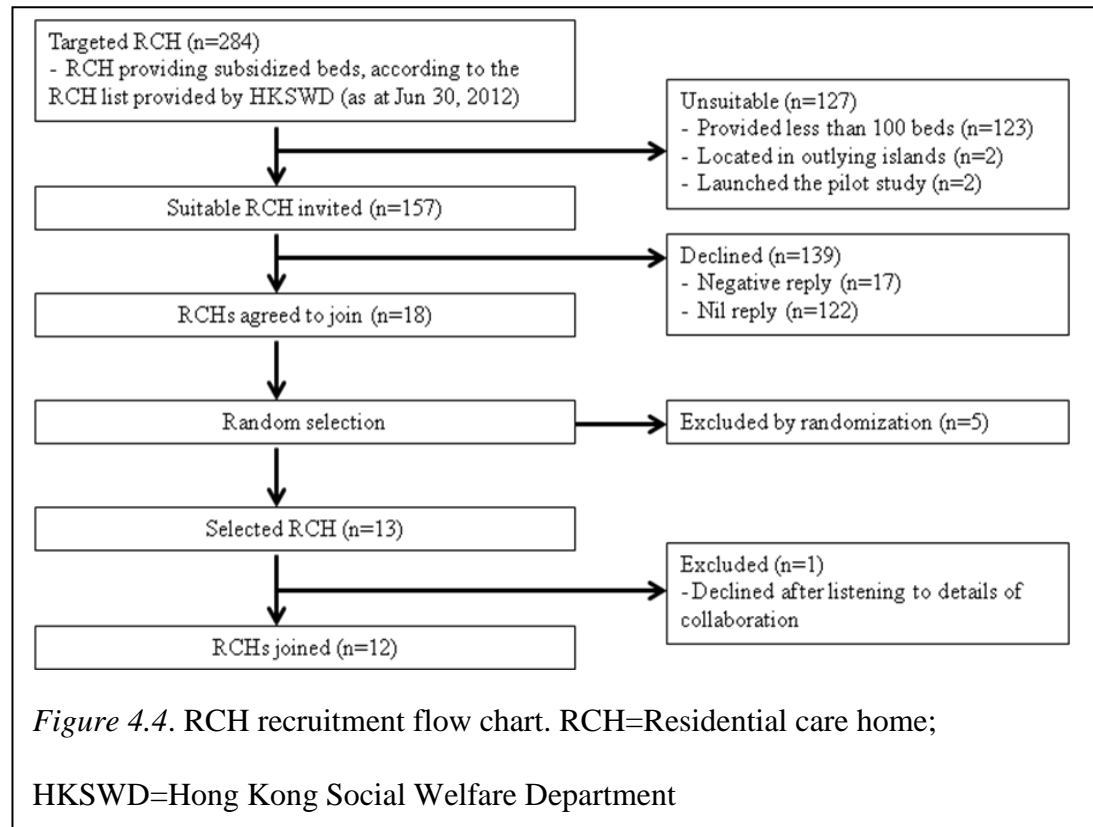 Targeted RCH (n=284)
- RCH providing subsidized beds, according to the
RCH list provided by HKSWD (as at Jun 30, 2012)
Unsuitable (n=127)
- Provided less than 100 beds (n=123)
- Located in outlying islands (n=2)
- Launched the pilot study (n=2)
Suitable RCH invited (n=157)
Declined (n=139)
- Negative reply (n=17)
- Nil reply (n=122)
RCHs agreed to join (n=18)
Random selection
Excluded by randomization (n=5)
Selected RCH (n=13)
Excluded (n=1)
-Declined after listening to details of
collaboration
RCHs joined (n=12)
Figure 4.4. RCH recruitment flow chart. RCH=Residential care home;
HKSWD=Hong Kong Social Welfare Department